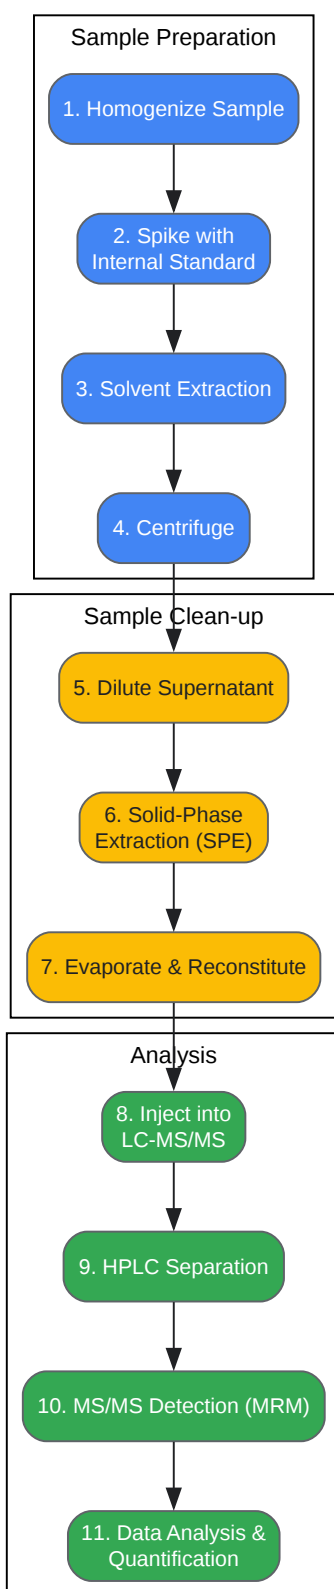 Sample Preparation
1. Homogenize Sample
2. Spike with
Internal Standard
3. Solvent Extraction
4. Centrifuge
Sample Clean-up
5. Dilute Supernatant
6. Solid-Phase
Extraction (SPE)
7. Evaporate & Reconstitute
Analysis
8. Inject into
LC-MS/MS
9. HPLC Separation
10. MS/MS Detection (MRM)
11. Data Analysis &
Quantification